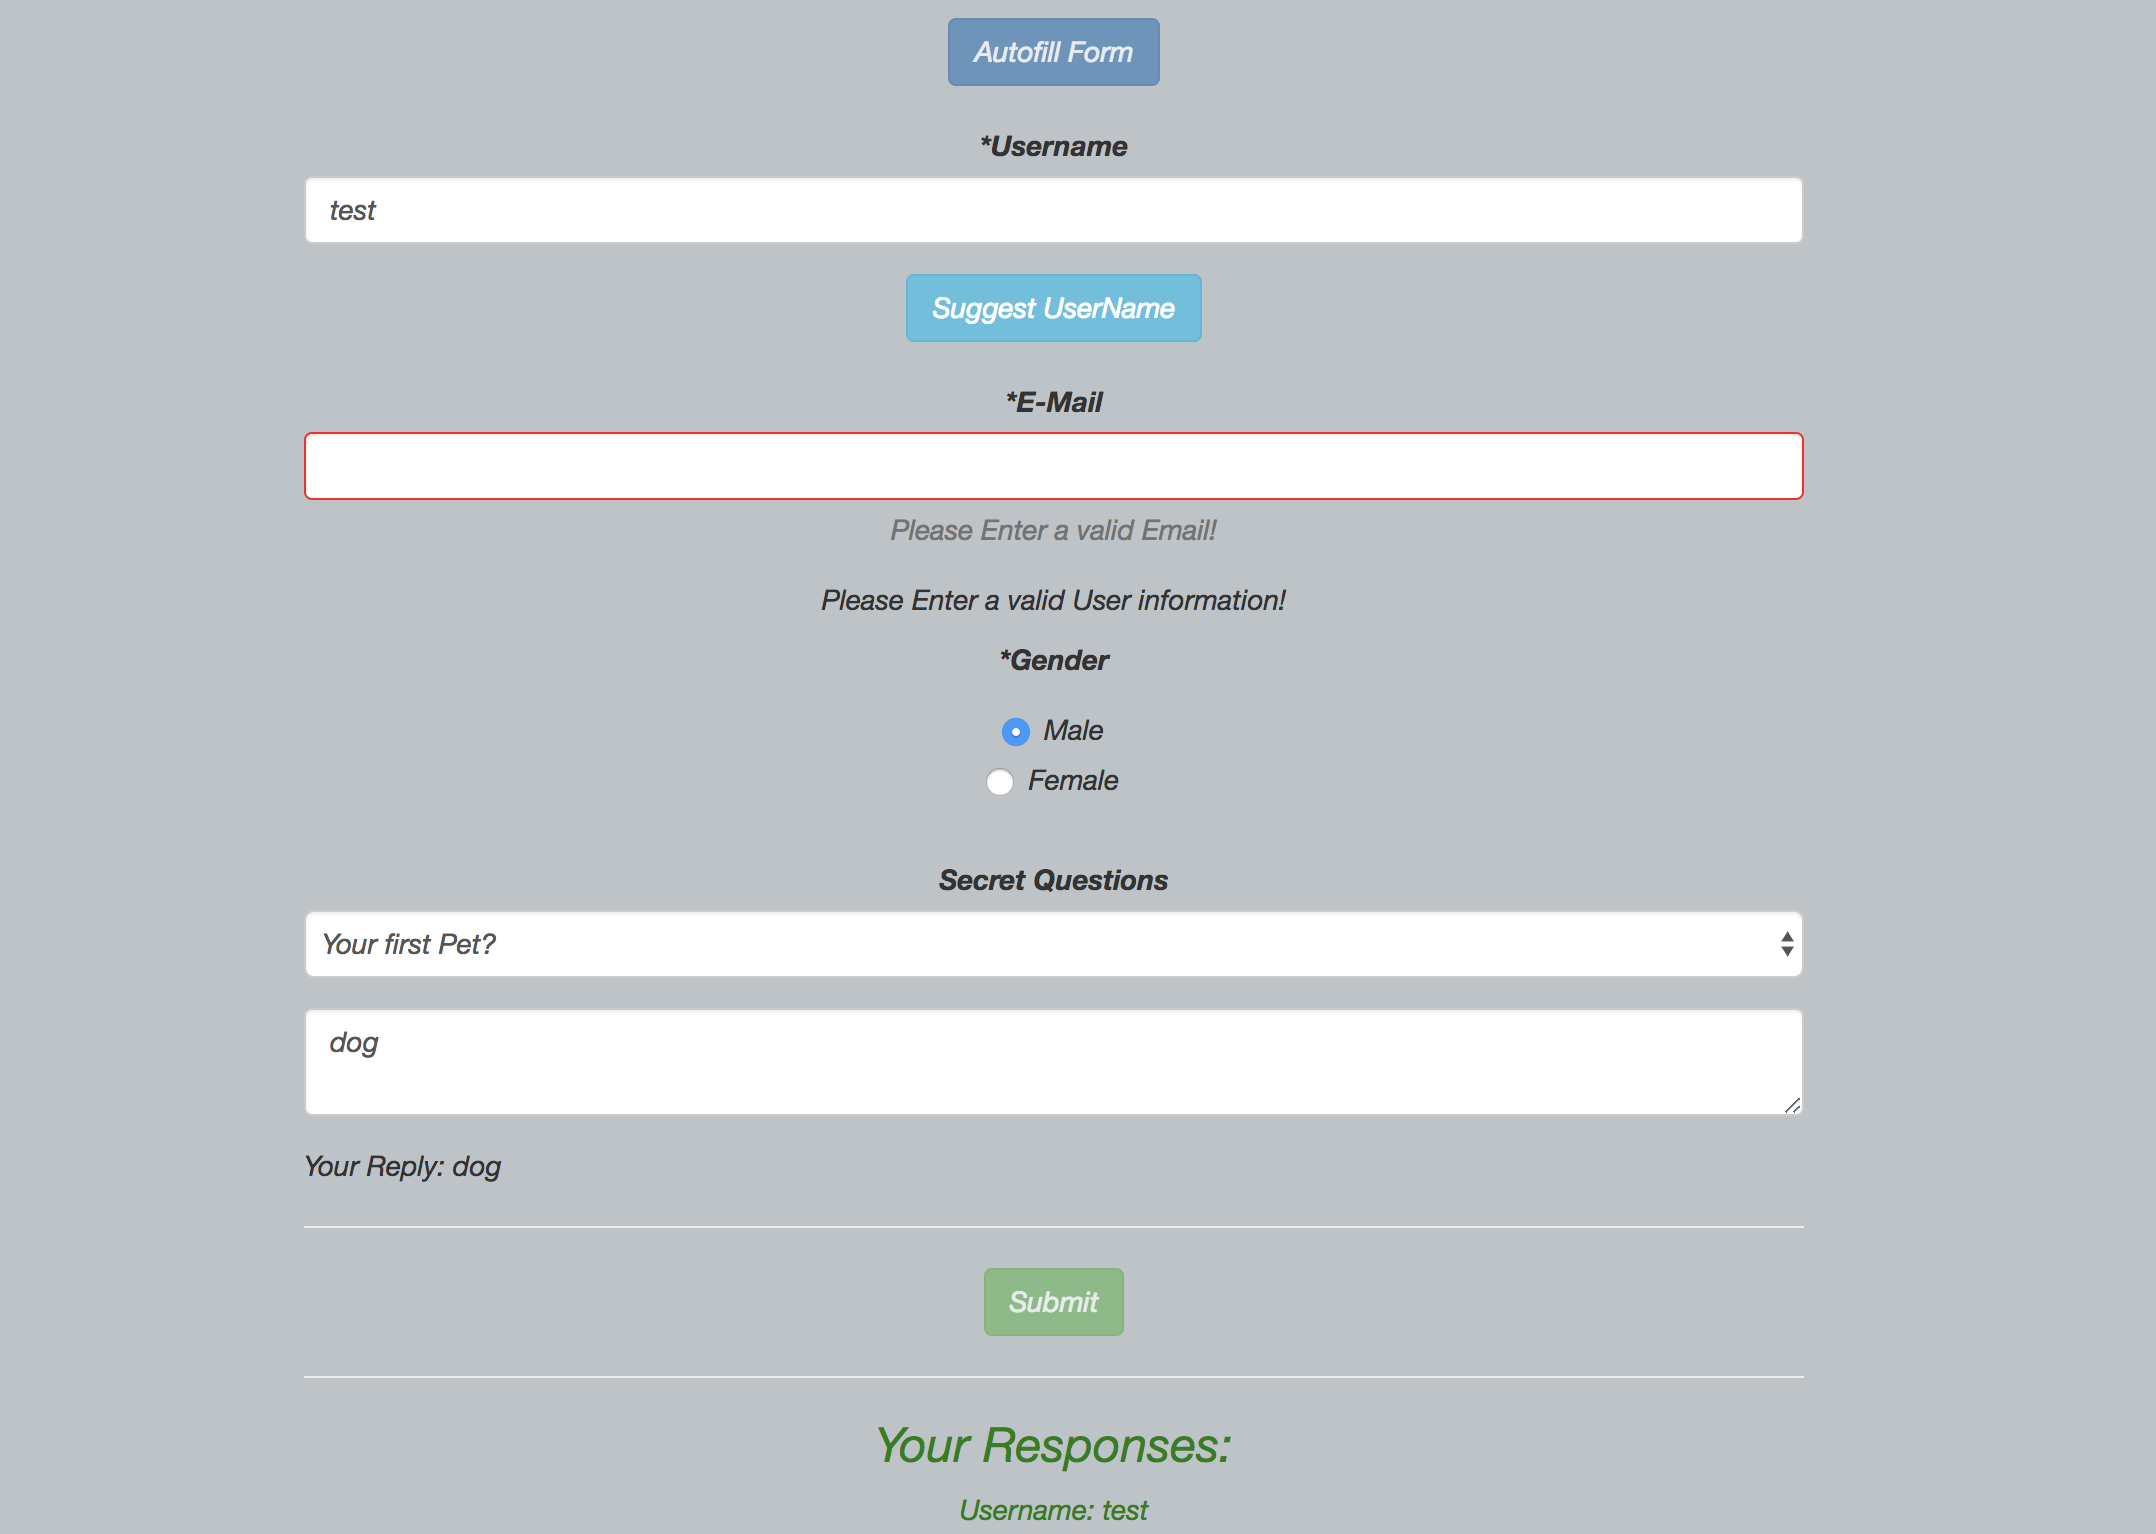 Autofill Form
*Username
test
Suggest UserName
*E-Mail
Please Enter a valid Email!
Please Enter a valid User information!
*Gender
Male
Female
Secret Questions
Your first Pet?
dog
Your Reply: dog
Submit
Your Responses:
Username: test